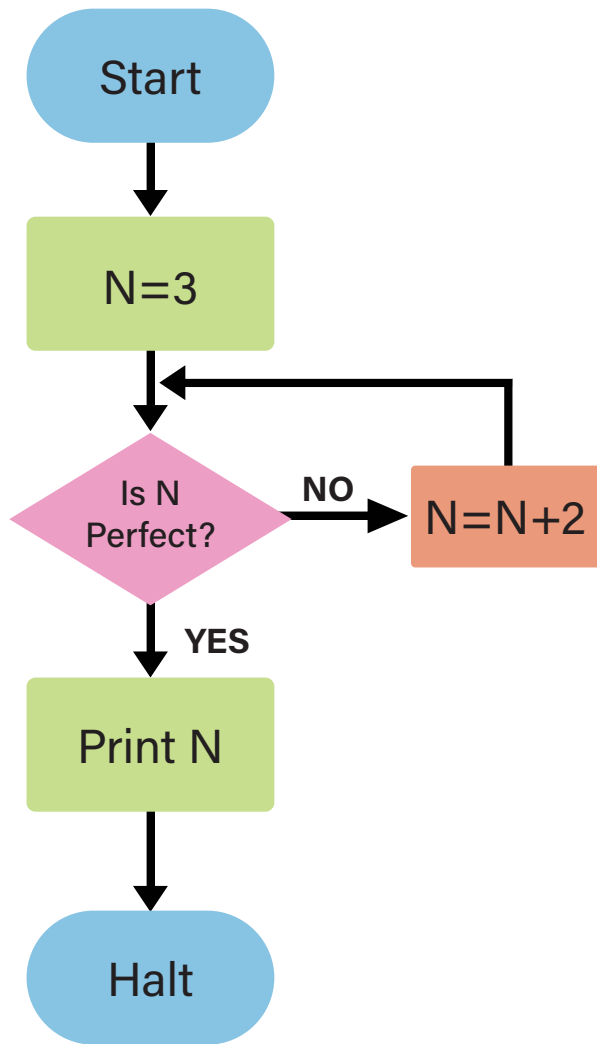 Start
N=3
Is N
Perfect?
NO
N=N+2
YES
Print N
Halt